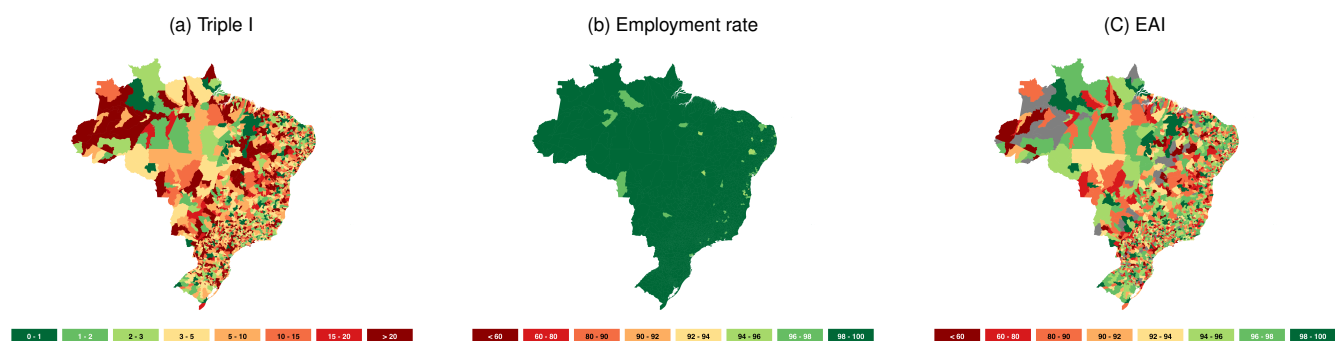 (a) Triple I
(b) Employment rate
(C) EAI
0 - 1 1 - 2 2 - 3 3 - 5 5 - 10 10 - 15 15 - 20 > 20
< 60 60 - 80 80 - 90 90 - 92 92 - 94 94 - 96 96 - 98 98 - 100
< 60 60 - 80 80 - 90 90 - 92 92 - 94 94 - 96 96 - 98 98 - 100